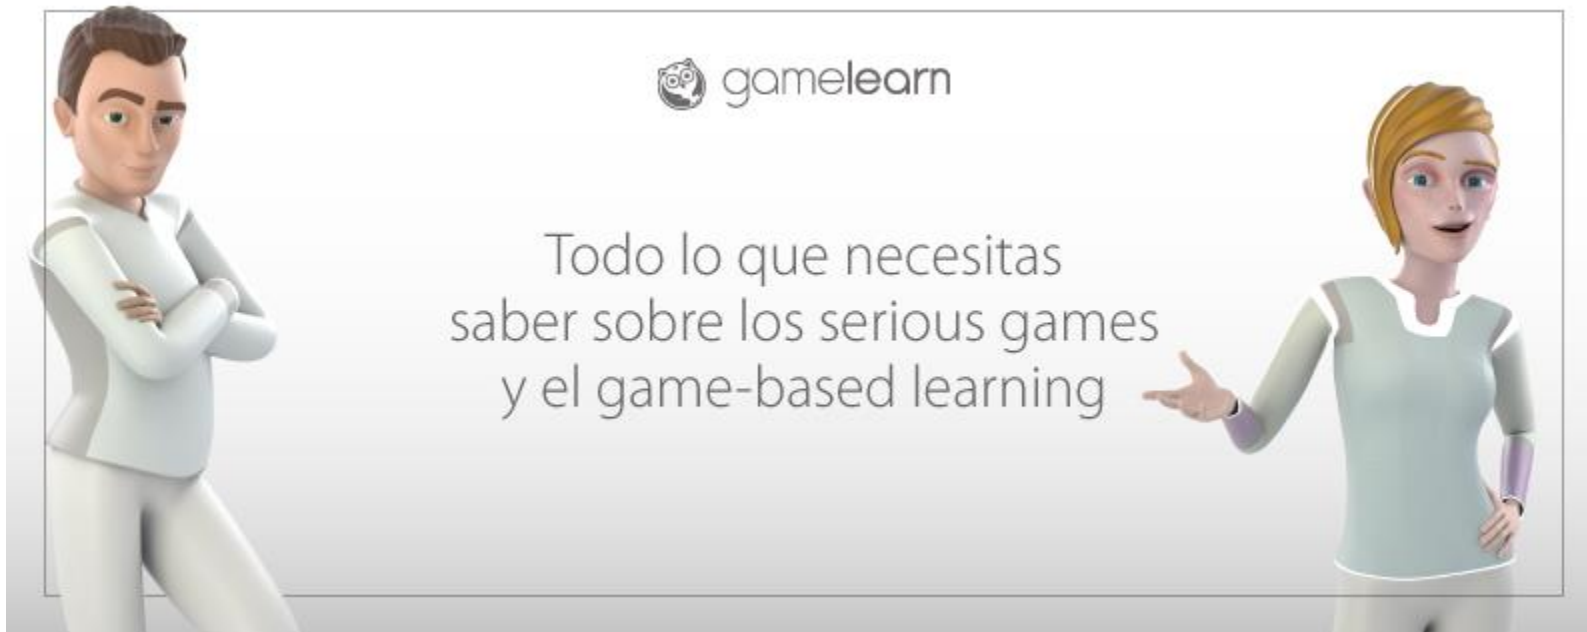 gamelearn
Todo lo que necesitas
saber sobre los serious games
y el game-based learning